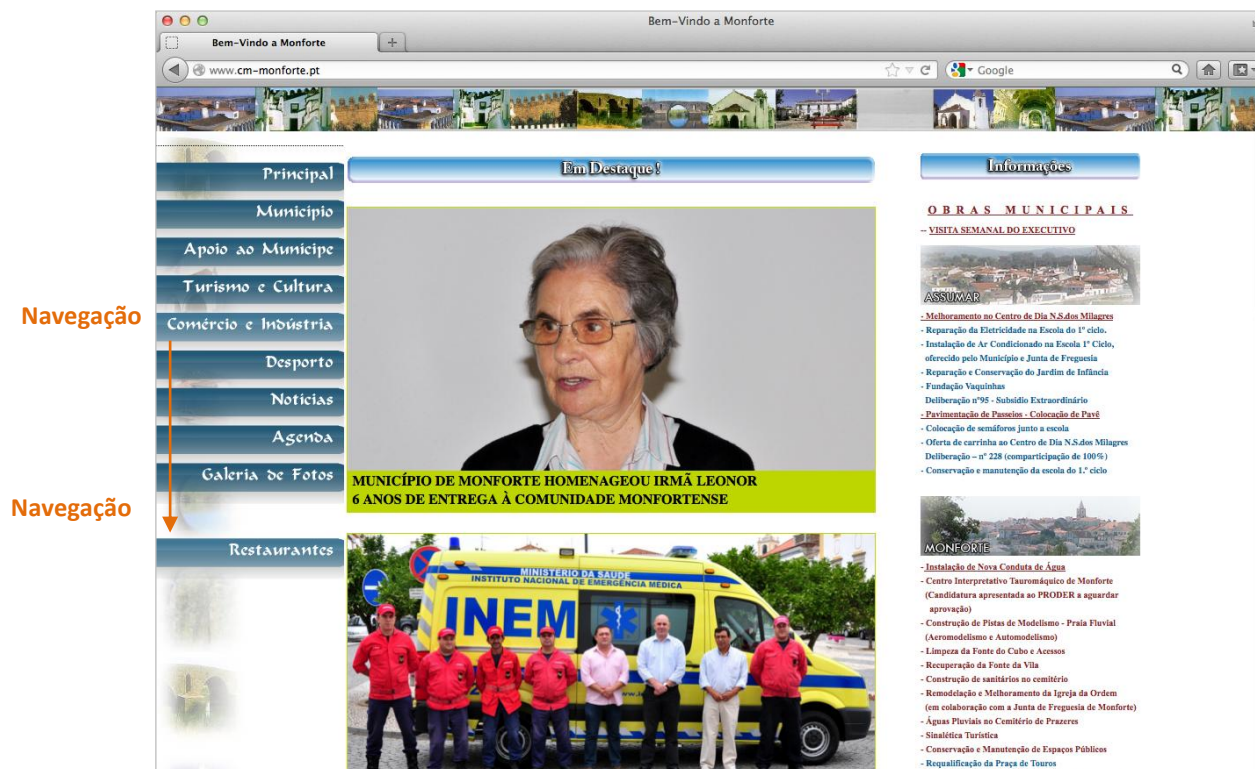 Bem-Vindo a Monforte
Bem-Vindo a Monforte
www.cm-monforte.pt
Google
Navegação
Navegação
Principal
Municipio
Apoio ao Municipe
Turismo e Cultura
Comércio e Indústria
Desporto
Noticias
Agenda
Galeria de Fotos
Restaurantes
Em Destaque !
MUNICÍPIO DE MONFORTE HOMENAGEOU IRMÃ LEONOR
6 ANOS DE ENTREGA À COMUNIDADE MONFORTENSE
MINISTÉRIO DA SAÚDE
INSTITUTO NACIONAL DE EMERGÊNCIA MÉDICA
INEM
Informações
OBRAS MUNICIPAIS
-- VISITA SEMANAL DO EXECUTIVO
ASSUMAR
- Melhoramento no Centro de Dia N.S.dos Milagres
- Reparação da Eletricidade na Escola do 1º ciclo.
- Instalação de Ar Condicionado na Escola 1º Ciclo,
oferecido pelo Município e Junta de Freguesia
- Reparação e Conservação do Jardim de Infância
- Fundação Vaquinhas
Deliberação nº95 - Subsidio Extraordinário
- Pavimentação de Passeios - Colocação de Pavê
- Colocação de semáforos junto a escola
- Oferta de carrinha ao Centro de Dia N.S.dos Milagres
Deliberação – nº 228 (comparticipação de 100%)
- Conservação e manutenção da escola do 1.º ciclo
MONFORTE
- Instalação de Nova Conduta de Água
- Centro Interpretativo Tauromáquico de Monforte
(Candidatura apresentada ao PRODER a aguardar
aprovação)
- Construção de Pistas de Modelismo - Praia Fluvial
(Aeromodelismo e Automodelismo)
- Limpeza da Fonte do Cubo e Acessos
- Recuperação da Fonte da Vila
- Construção de sanitários no cemitério
- Remodelação e Melhoramento da Igreja da Ordem
(em colaboração com a Junta de Freguesia de Monforte)
- Águas Pluviais no Cemitério de Prazeres
- Sinalética Turística
- Conservação e Manutenção de Espaços Públicos
- Requalificação da Praça de Touros